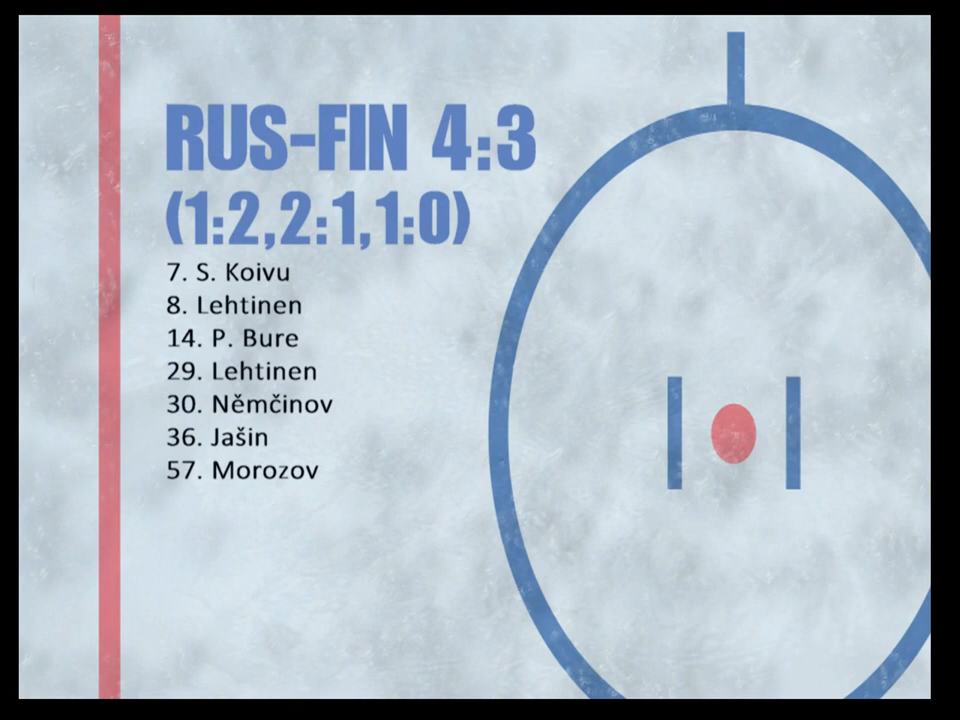 RUS-FIN 4:3
(1:2,2:1,1:0)
7. S. Koivu
8. Lehtinen
14. P. Bure
29. Lehtinen
30. Němčinov
36. Jašin
57. Morozov